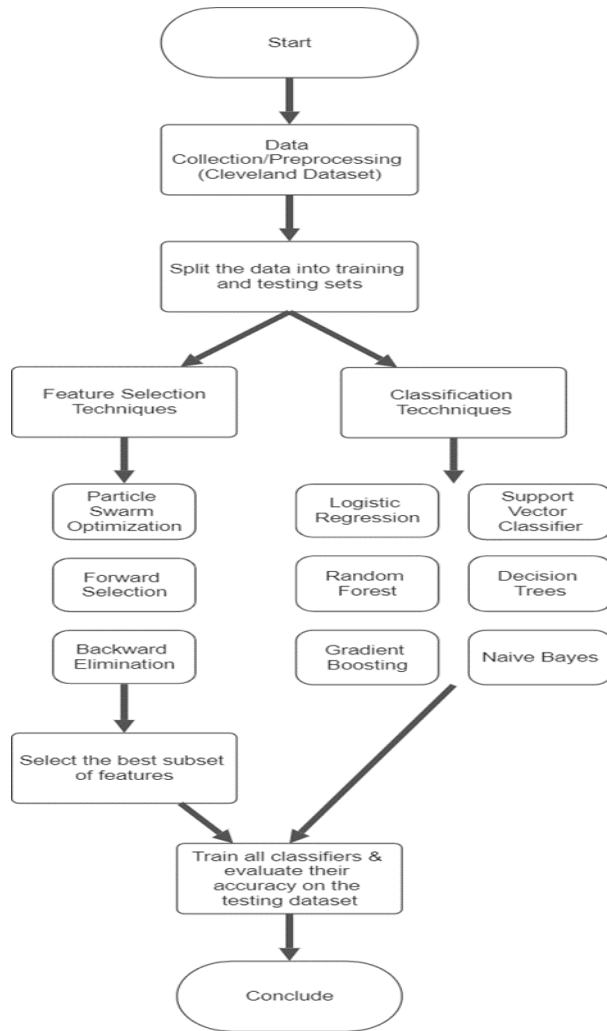 Start
Data
Collection/Preprocessing
(Cleveland Dataset)
Split the data into training
and testing sets
Feature Selection
Techniques
Classification
Tecchniques
Particle
Swarm
Optimization
Logistic
Regression
Support
Vector
Classifier
Forward
Selection
Random
Forest
Decision
Trees
Backward
Elimination
Gradient
Boosting
Naive Bayes
Select the best subset
of features
Train all classifiers &
evaluate their
accuracy on the
testing dataset
Conclude